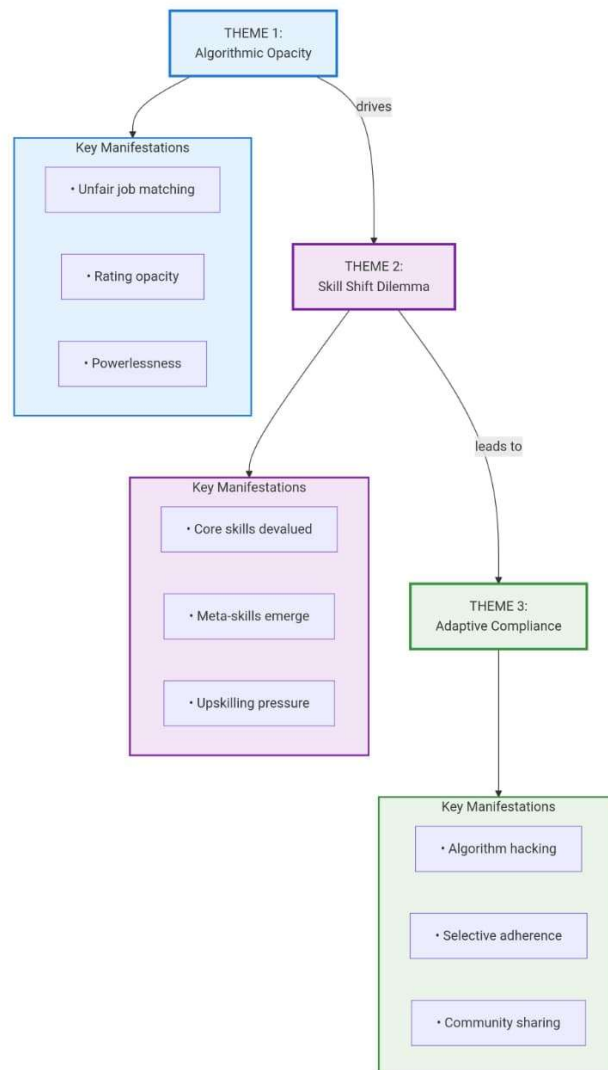 THEME 1:
Algorithmic Opacity
drives
Key Manifestations
• Unfair job matching
• Rating opacity
• Powerlessness
THEME 2:
Skill Shift Dilemma
leads to
Key Manifestations
• Core skills devalued
• Meta-skills emerge
• Upskilling pressure
THEME 3:
Adaptive Compliance
Key Manifestations
• Algorithm hacking
• Selective adherence
• Community sharing